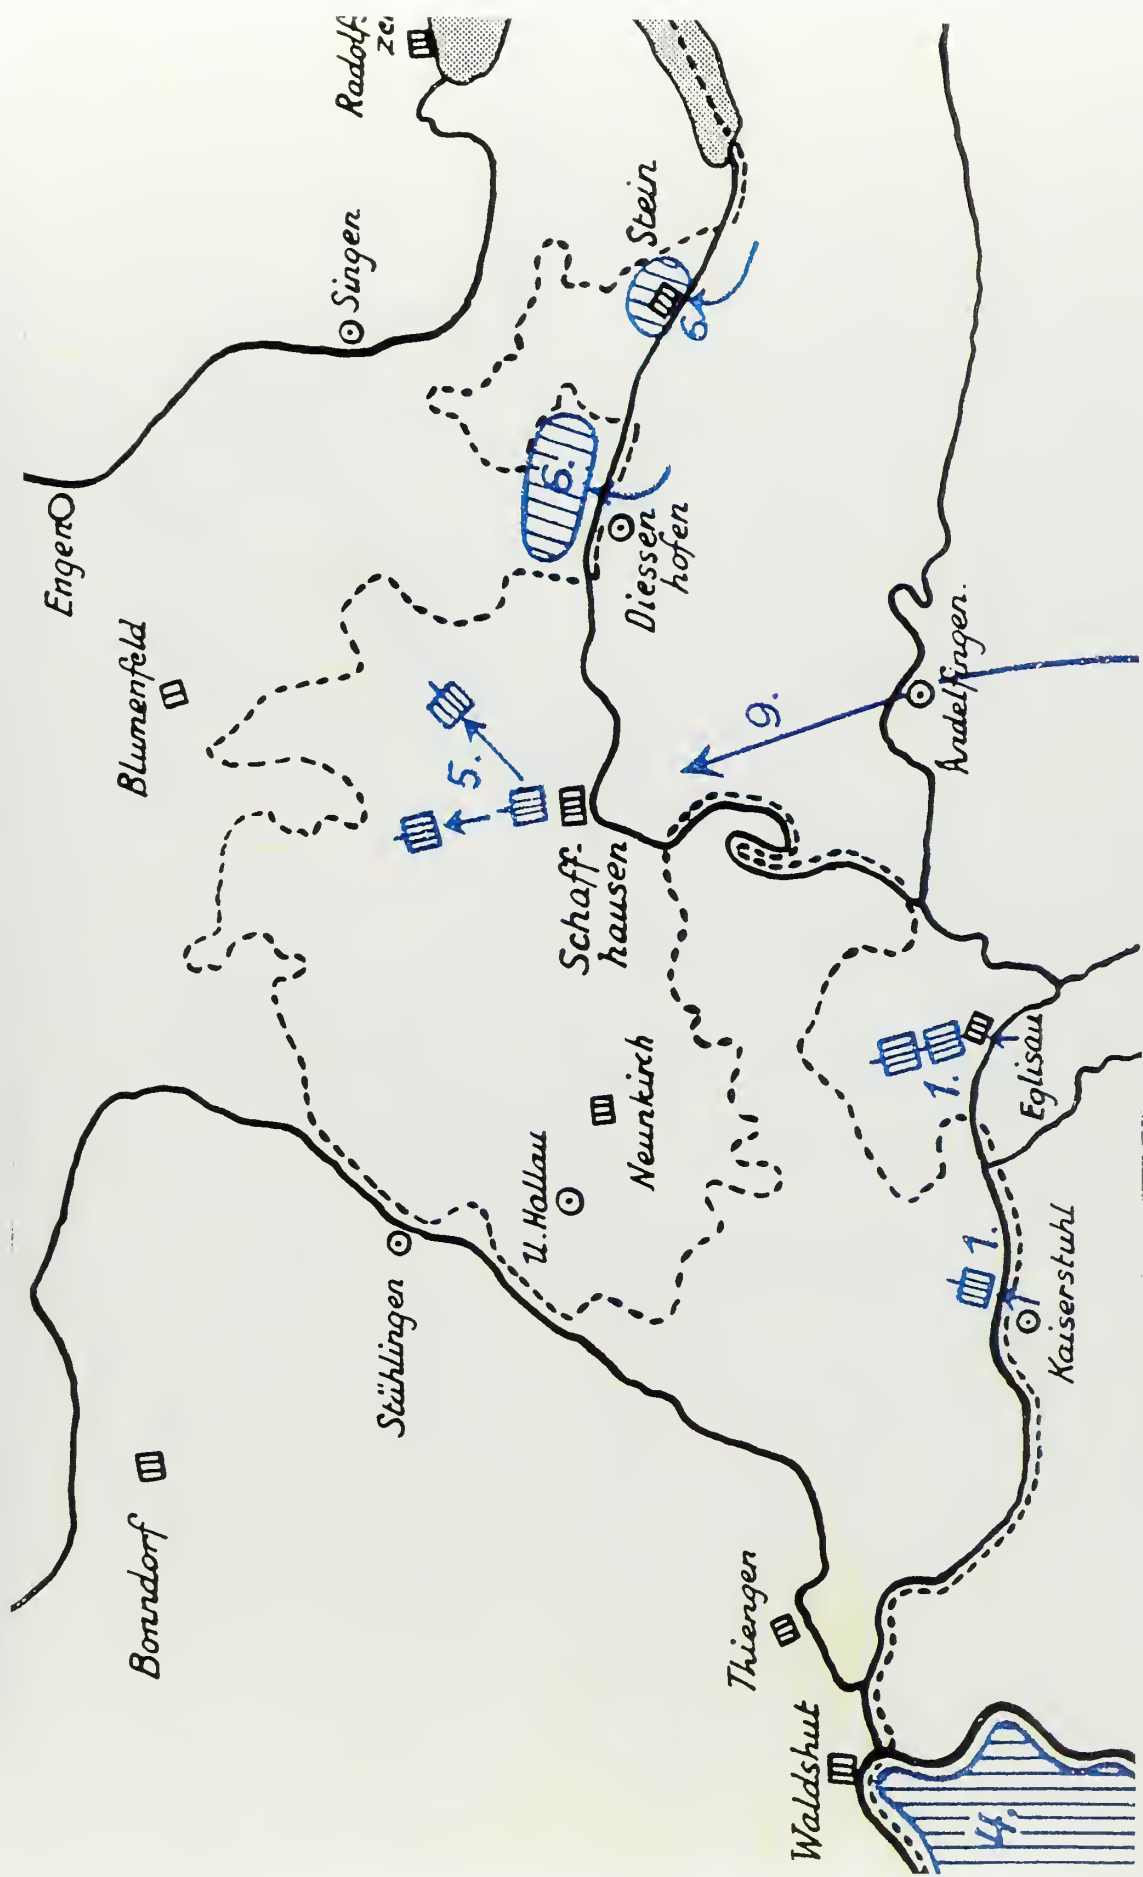 Engen
Blumenfeld
Bonndorf
Singen
Radolf-
ze
Stühlingen
5.
U. Hallau
6.
Schaff-
hausen
Neunkirch
Stein
6
Diessen
hofen
Thiengen
9.
Waldshut
1.
Andelfingen.
1.
4.
Eglisau
Kaiserstuhl